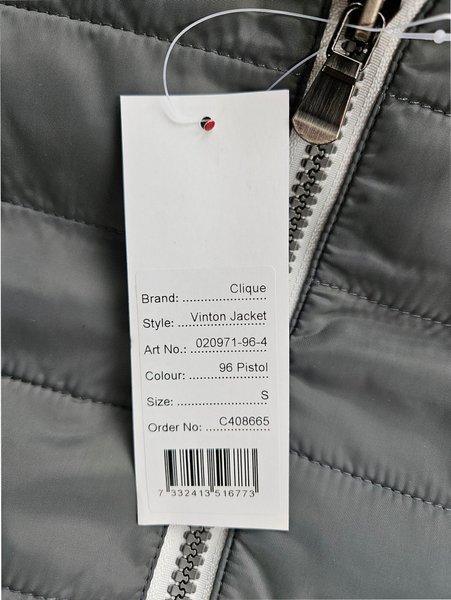 Brand: Clique
Style: Vinton Jacket
Art No.: 020971-96-4
Colour: 96 Pistol
Size: S
Order No: C408665
7 332413 516773